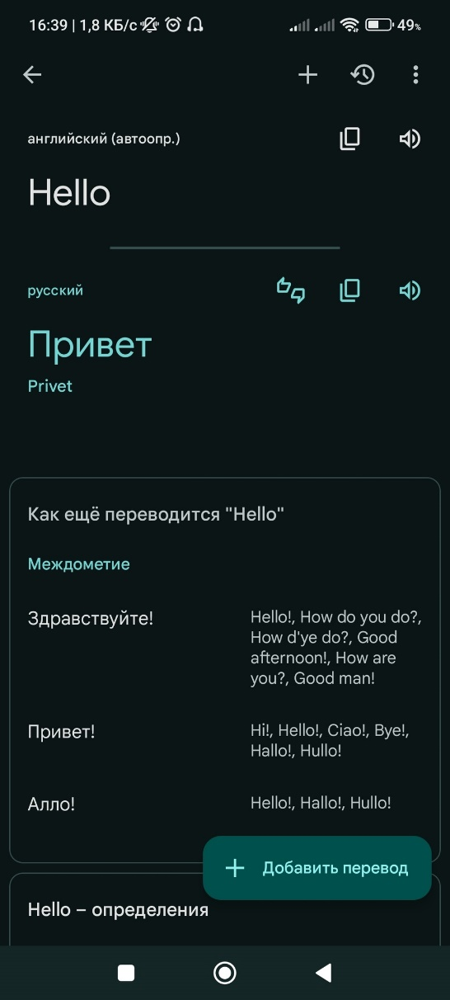 16:39 | 1,8 КБ/с
49%
английский (автоопр.)
Hello
русский
Привет
Privet
Как ещё переводится "Hello"
Междометие
Здравствуйте!
Hello!, How do you do?,
How d'ye do?, Good
afternoon!, How are
you?, Good man!
Привет!
Hi!, Hello!, Ciao!, Bye!,
Hallo!, Hullo!
Алло!
Hello!, Hallo!, Hullo!
Добавить перевод
Hello – определения